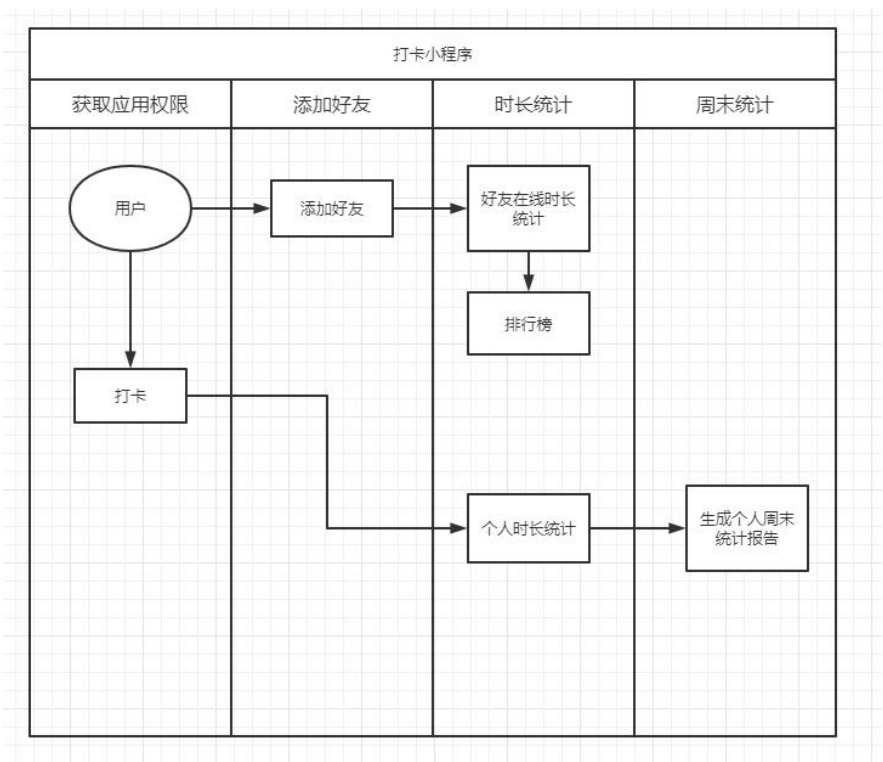 打卡小程序
获取应用权限
添加好友
时长统计
周末统计
用户
添加好友
好友在线时长
统计
排行榜
打卡
个人时长统计
生成个人周末
统计报告